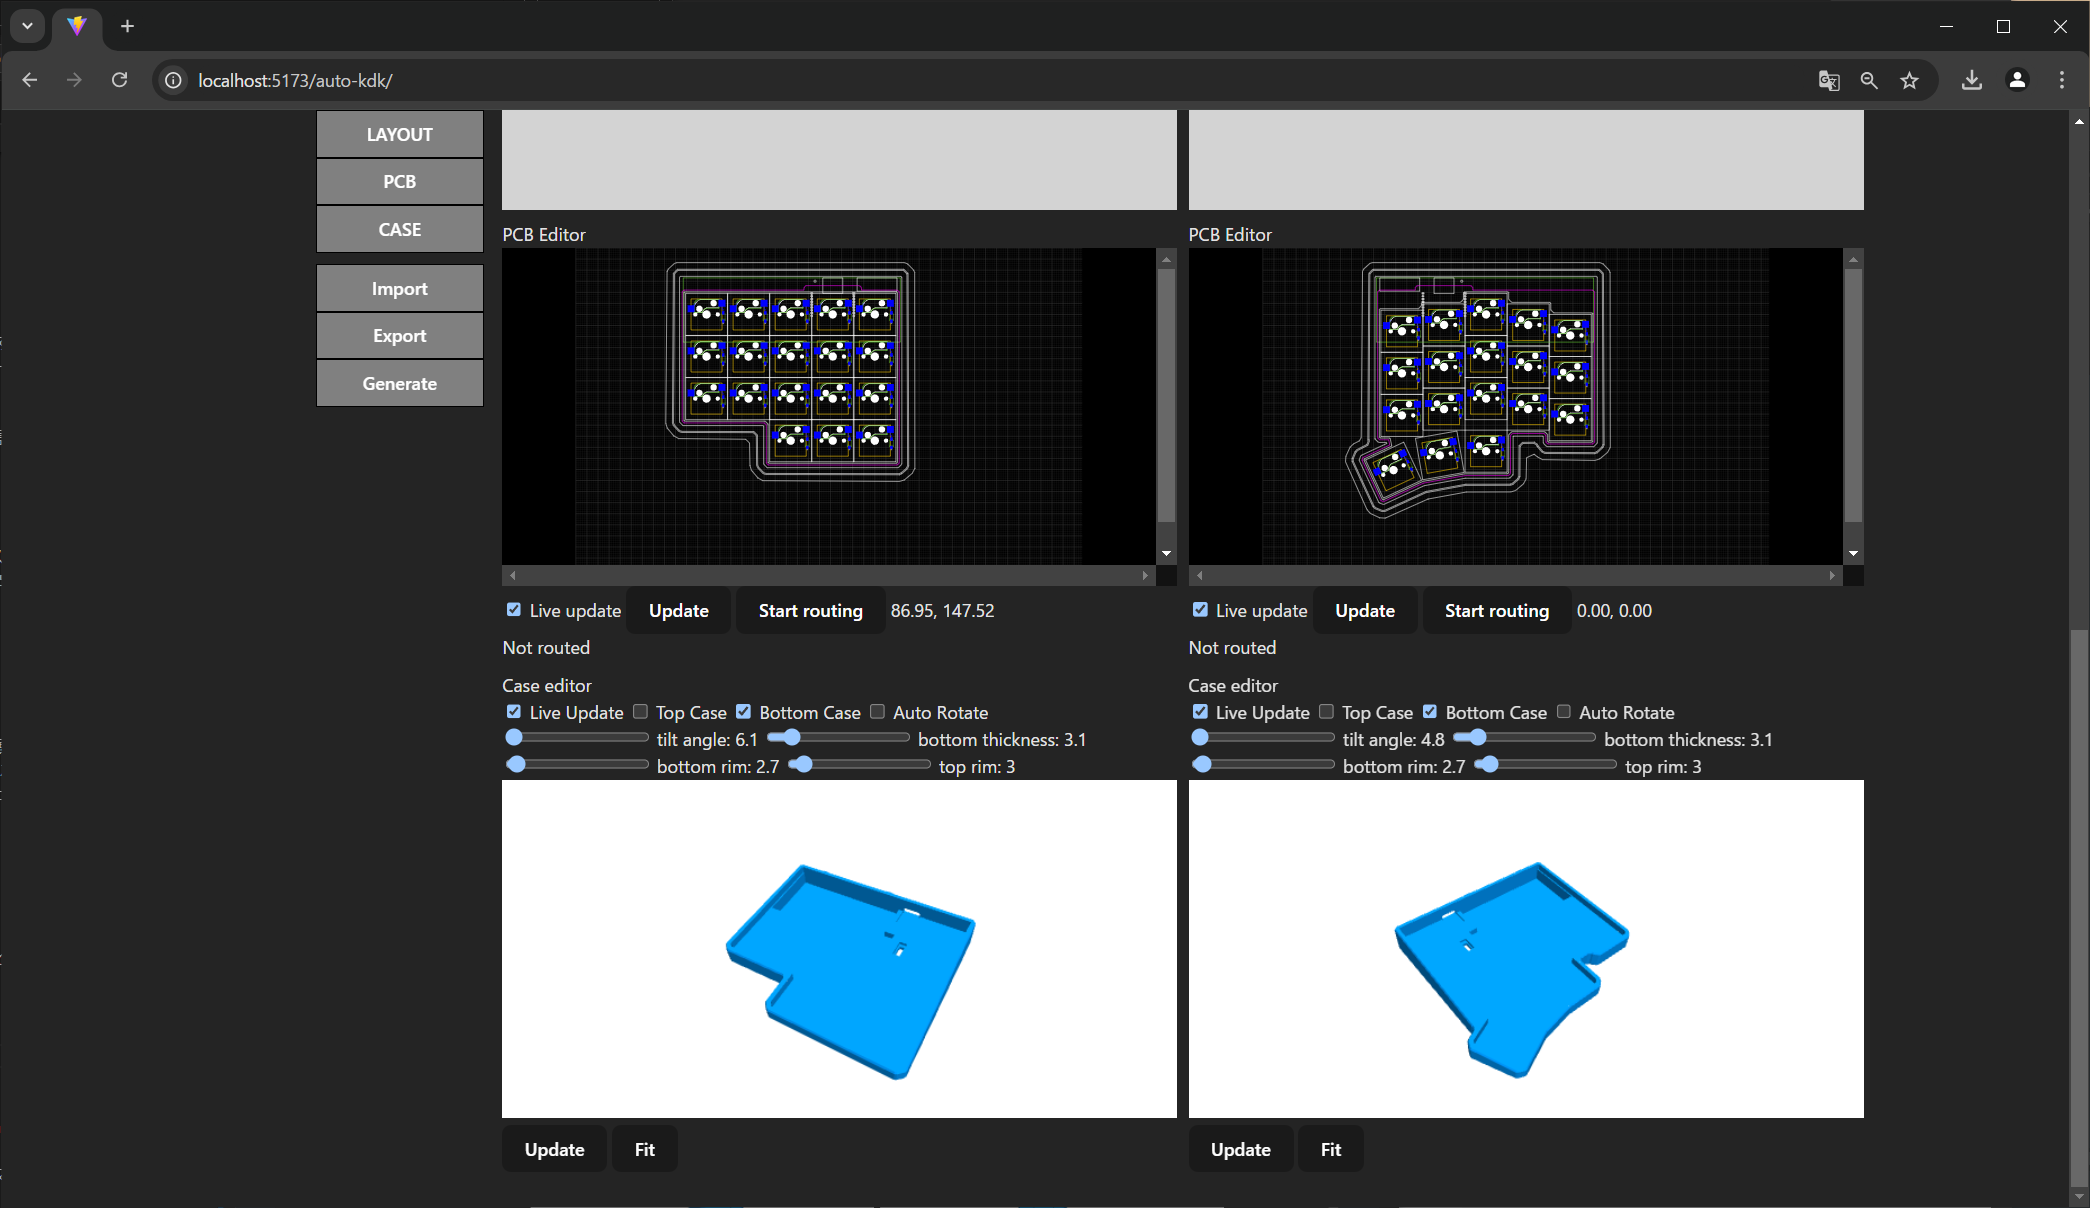 localhost:5173/auto-kdk/
LAYOUT
PCB
CASE
Import
Export
Generate
PCB Editor
Live update Update Start routing 86.95, 147.52
Not routed
Case editor
Live Update Top Case Bottom Case Auto Rotate
tilt angle: 6.1 bottom thickness: 3.1
bottom rim: 2.7 top rim: 3
Update Fit
PCB Editor
Live update Update Start routing 0.00, 0.00
Not routed
Case editor
Live Update Top Case Bottom Case Auto Rotate
tilt angle: 4.8 bottom thickness: 3.1
bottom rim: 2.7 top rim: 3
Update Fit